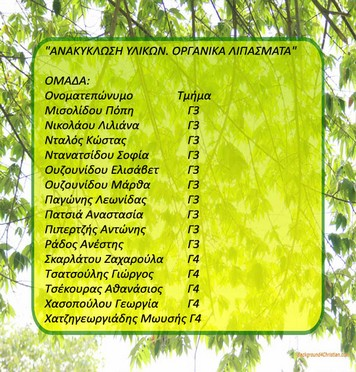 "ΑΝΑΚΥΚΛΩΣΗ ΥΛΙΚΩΝ. ΟΡΓΑΝΙΚΑ ΛΙΠΑΣΜΑΤΑ"
ΟΜΑΔΑ:
Ονοματεπώνυμο Τμήμα
Μισολίδου Πόπη Γ3
Νικολάου Λιλιάνα Γ3
Νταλός Κώστας Γ3
Ντανατσίδου Σοφία Γ3
Ουζουνίδου Ελισάβετ Γ3
Ουζουνίδου Μάρθα Γ3
Παγώνης Λεωνίδας Γ3
Πατσιά Αναστασία Γ3
Πιπερτζής Αντώνης Γ3
Ράδος Ανέστης Γ3
Σκαρλάτου Ζαχαρούλα Γ4
Τσατσούλης Γιώργος Γ4
Τσέκουρας Αθανάσιος Γ4
Χασοπούλου Γεωργία Γ4
Χατζηγεωργιάδης Μωυσής Γ4